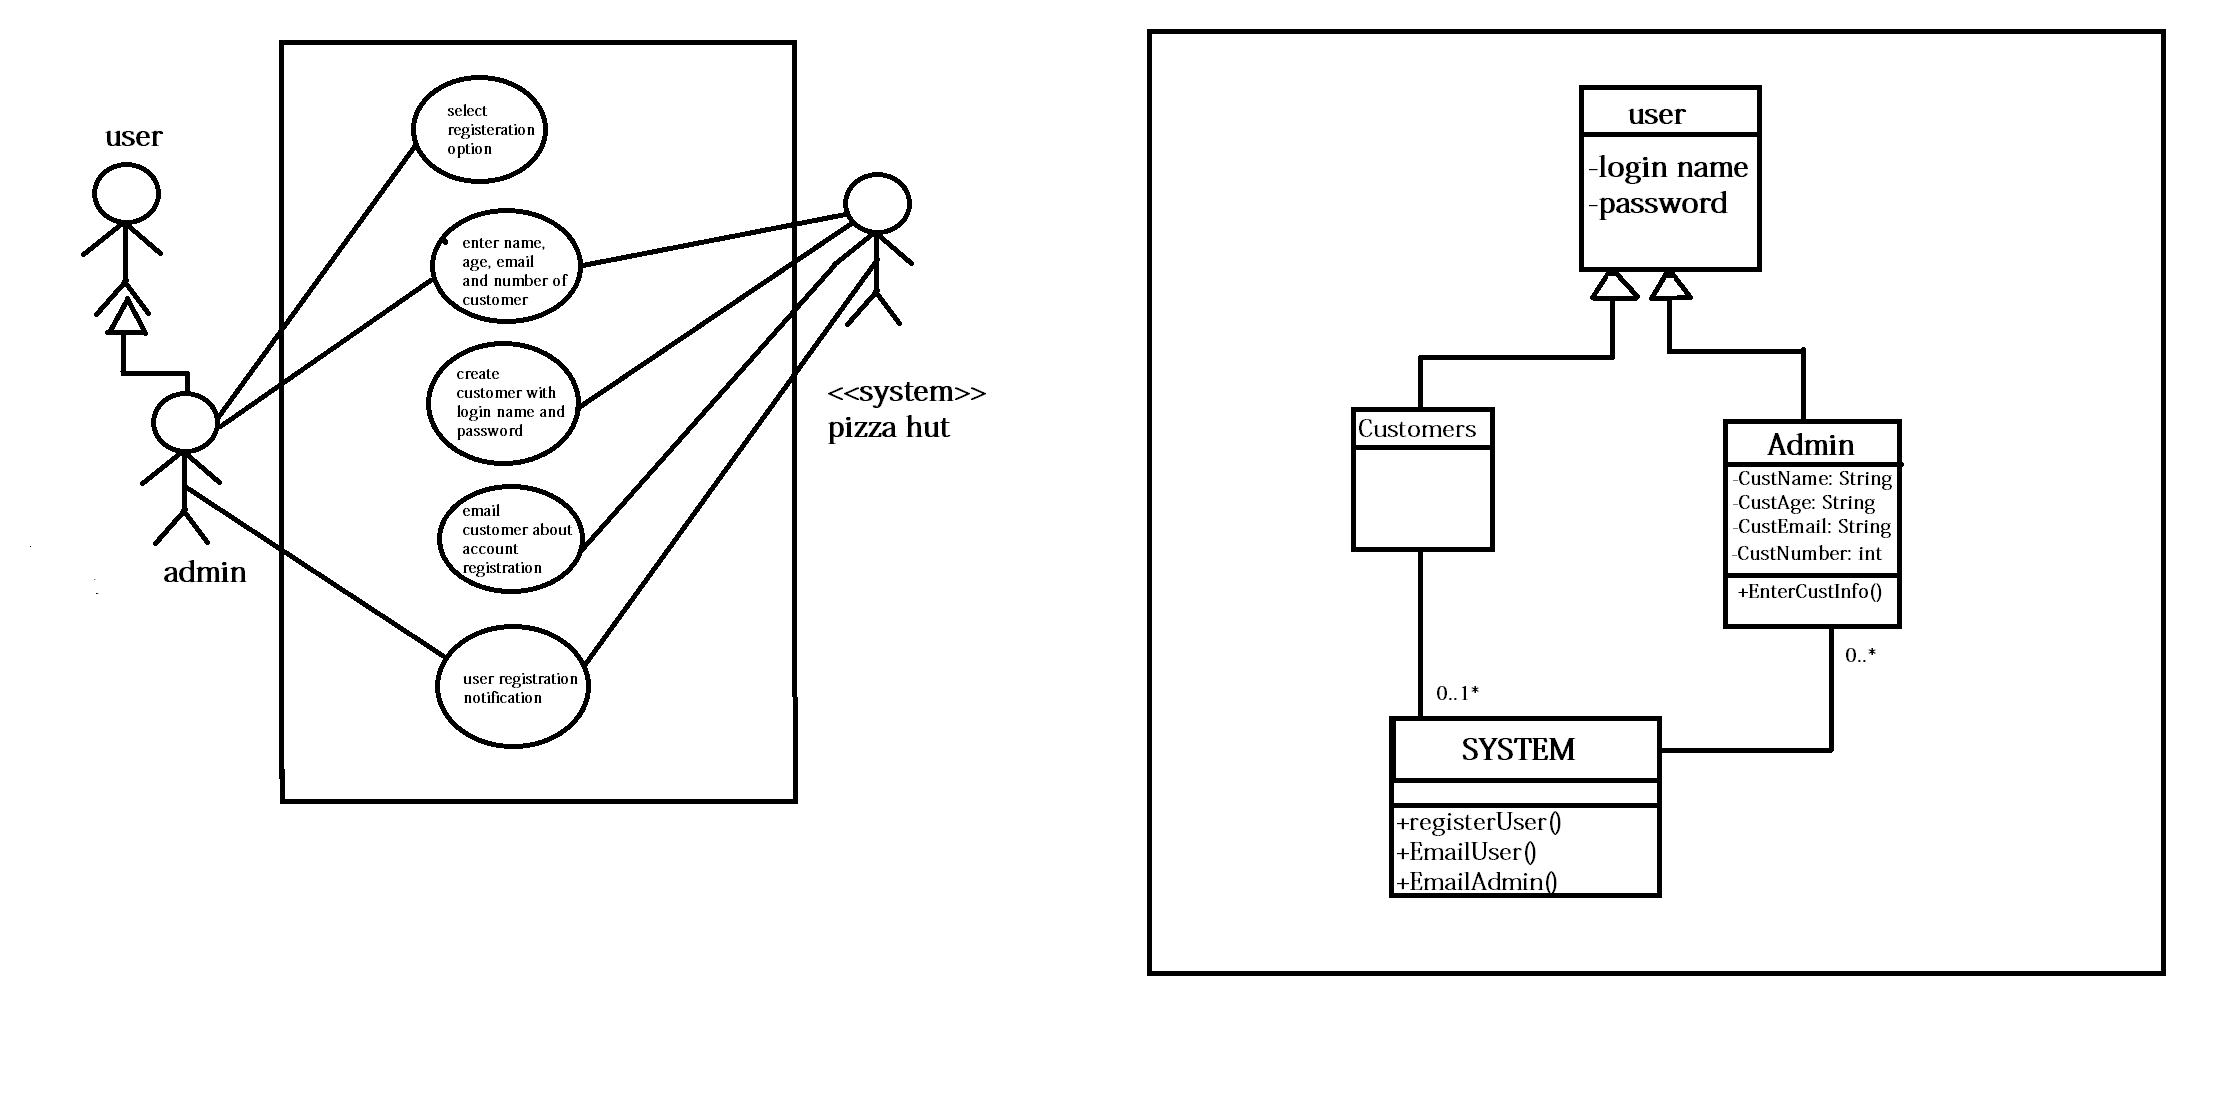 user
select
registeration
option
enter name,
age, email
and number of
customer
create
customer with
login name and
password
email
customer about
account
registration
user registration
notification
admin
<<system>>
pizza hut
user
-login name
-password
Customers
Admin
-CustName: String
-CustAge: String
-CustEmail: String
-CustNumber: int
+EnterCustInfo()
0..*
0..1*
SYSTEM
+registerUser()
+EmailUser()
+EmailAdmin()